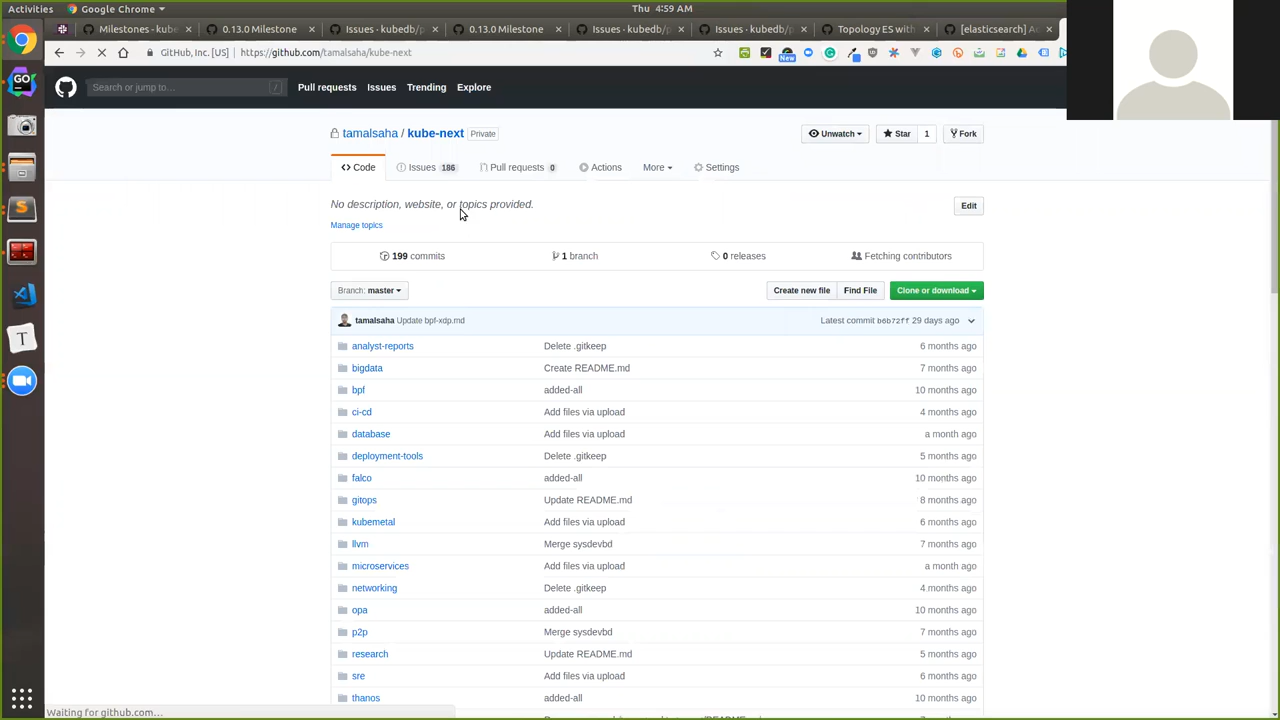 Activities Google Chrome Thu 4:59 AM
Milestones - kube 0.13.0 Milestone Issues · kubedb/p 0.13.0 Milestone Issues · kubedb/p Issues · kubedb/p Topology ES with [elasticsearch] A
GitHub, Inc. [US] https://github.com/tamalsaha/kube-next New
Search or jump to… / Pull requests Issues Trending Explore
tamalsaha / kube-next Private Unwatch Star 1 Fork
Code Issues 186 Pull requests 0 Actions More Settings
No description, website, or topics provided. Edit
Manage topics
199 commits 1 branch 0 releases Fetching contributors
Branch: master Create new file Find File Clone or download
tamalsaha Update bpf-xdp.md Latest commit b6b72ff 29 days ago
analyst-reports Delete .gitkeep 6 months ago
bigdata Create README.md 7 months ago
bpf added-all 10 months ago
ci-cd Add files via upload 4 months ago
database Add files via upload a month ago
deployment-tools Delete .gitkeep 5 months ago
falco added-all 10 months ago
gitops Update README.md 8 months ago
kubemetal Add files via upload 6 months ago
llvm Merge sysdevbd 7 months ago
microservices Add files via upload a month ago
networking Delete .gitkeep 4 months ago
opa added-all 10 months ago
p2p Merge sysdevbd 7 months ago
research Update README.md 5 months ago
sre Add files via upload 6 months ago
thanos added-all 10 months ago
Waiting for github.com...